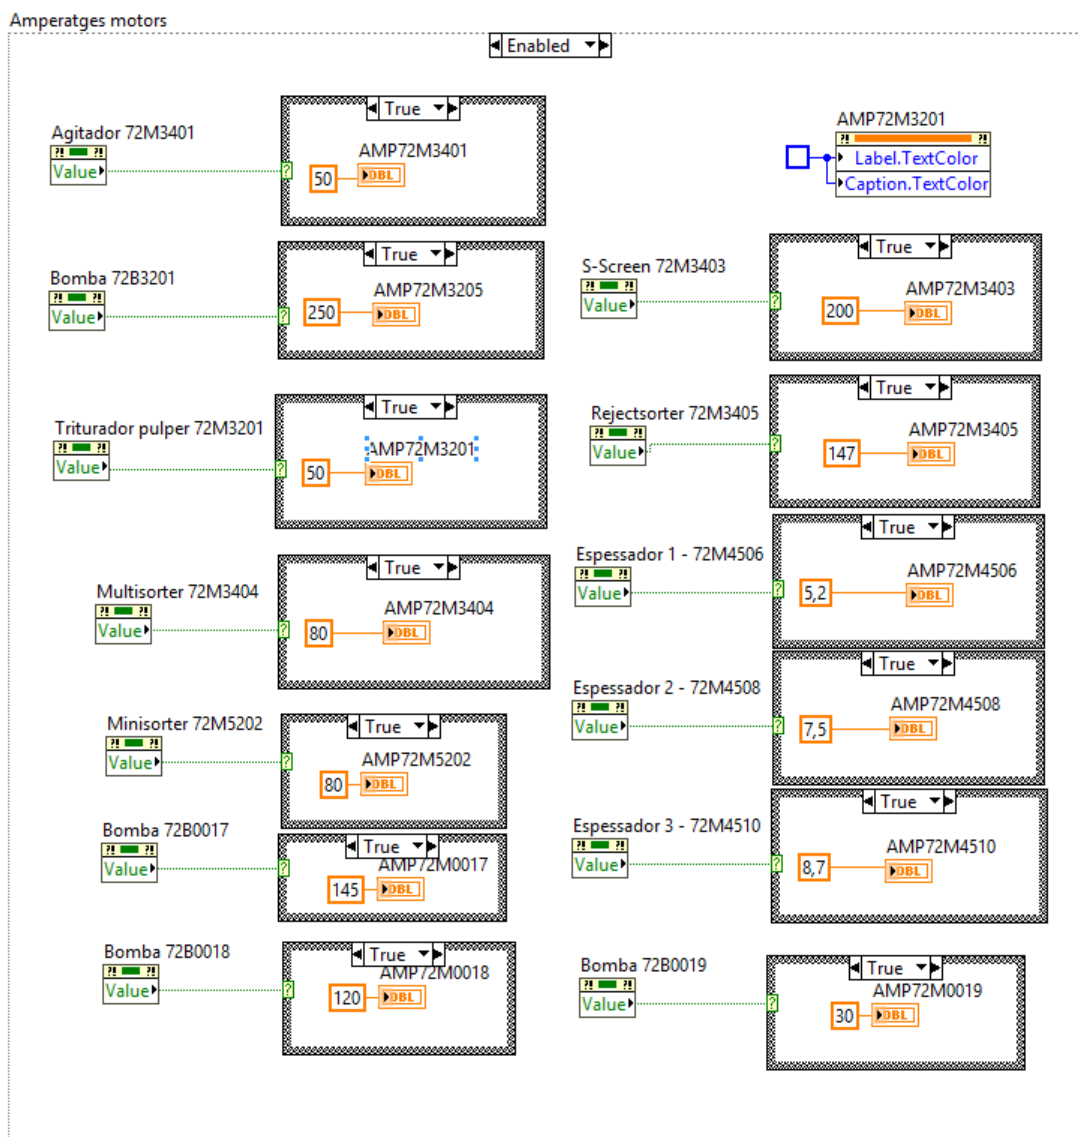 Amperatges motors
Enabled
Agitador 72M3401
?! ?!
Value
?
True
AMP72M3401
50
DBL
AMP72M3201
?! ?!
Label.TextColor
Caption.TextColor
Bomba 72B3201
?! ?!
Value
?
True
AMP72M3205
250
DBL
S-Screen 72M3403
?! ?!
Value
?
True
AMP72M3403
200
DBL
Triturador pulper 72M3201
?! ?!
Value
?
True
AMP72M3201
50
DBL
Rejectsorter 72M3405
?! ?!
Value
?
True
AMP72M3405
147
DBL
Multisorter 72M3404
?! ?!
Value
?
True
AMP72M3404
80
DBL
Espessador 1 - 72M4506
?! ?!
Value
?
True
AMP72M4506
5,2
DBL
Minisorter 72M5202
?! ?!
Value
?
True
AMP72M5202
80
DBL
Espessador 2 - 72M4508
?! ?!
Value
?
True
AMP72M4508
7,5
DBL
Bomba 72B0017
?! ?!
Value
?
True
AMP72M0017
145
DBL
Espessador 3 - 72M4510
?! ?!
Value
?
True
AMP72M4510
8,7
DBL
Bomba 72B0018
?! ?!
Value
?
True
AMP72M0018
120
DBL
Bomba 72B0019
?! ?!
Value
?
True
AMP72M0019
30
DBL